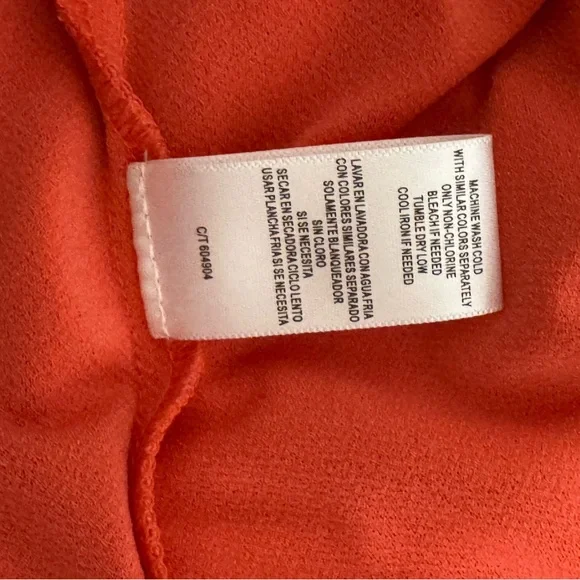 MACHINE WASH COLD
WITH SIMILAR COLORS SEPARATELY
ONLY NON-CHLORINE
BLEACH IF NEEDED
TUMBLE DRY LOW
COOL IRON IF NEEDED
LAVAR EN LAVADORA CON AGUA FRIA
CON COLORES SIMILARES SEPARADO
SOLAMENTE BLANQUEADOR
SIN CLORO
SI SE NECESITA
SECAR EN SECADORA CICLO LENTO
USAR PLANCHA FRIA SI SE NECESITA
C/T 604904